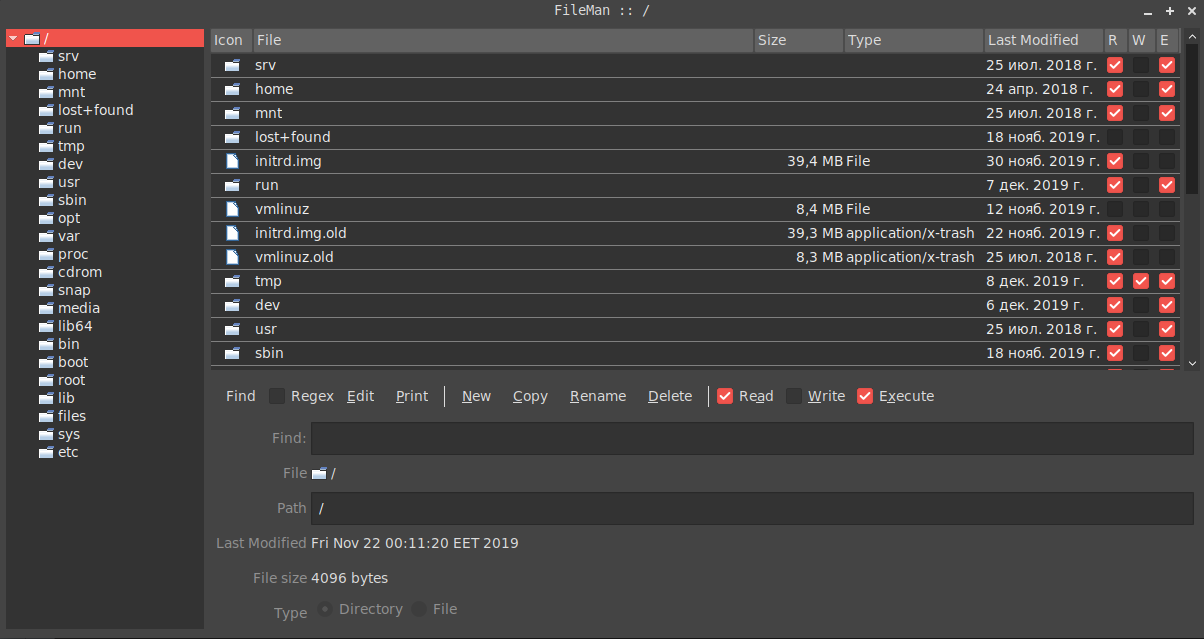 FileMan :: /
/
srv
home
mnt
lost+found
run
tmp
dev
usr
sbin
opt
var
proc
cdrom
snap
media
lib64
bin
boot
root
lib
files
sys
etc
Icon File Size Type Last Modified R W E
srv 25 июл. 2018 г.
home 24 апр. 2018 г.
mnt 25 июл. 2018 г.
lost+found 18 нояб. 2019 г.
initrd.img 39,4 MB File 30 нояб. 2019 г.
run 7 дек. 2019 г.
vmlinuz 8,4 MB File 12 нояб. 2019 г.
initrd.img.old 39,3 MB application/x-trash 22 нояб. 2019 г.
vmlinuz.old 8,3 MB application/x-trash 25 июл. 2018 г.
tmp 8 дек. 2019 г.
dev 6 дек. 2019 г.
usr 25 июл. 2018 г.
sbin 18 нояб. 2019 г.
Find Regex Edit Print New Copy Rename Delete Read Write Execute
Find:
File /
Path /
Last Modified Fri Nov 22 00:11:20 EET 2019
File size 4096 bytes
Type Directory File